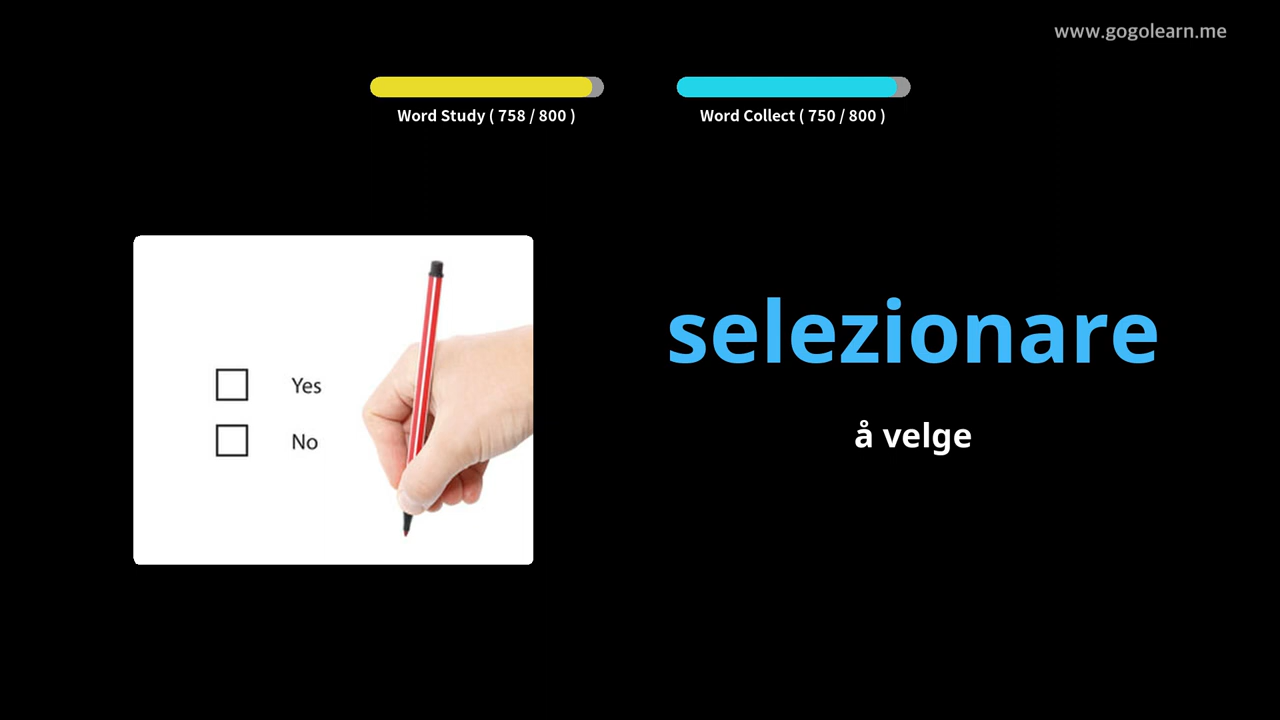 www.gogolearn.me
Word Study ( 758 / 800 )
Word Collect ( 750 / 800 )
Yes
No
selezionare
å velge